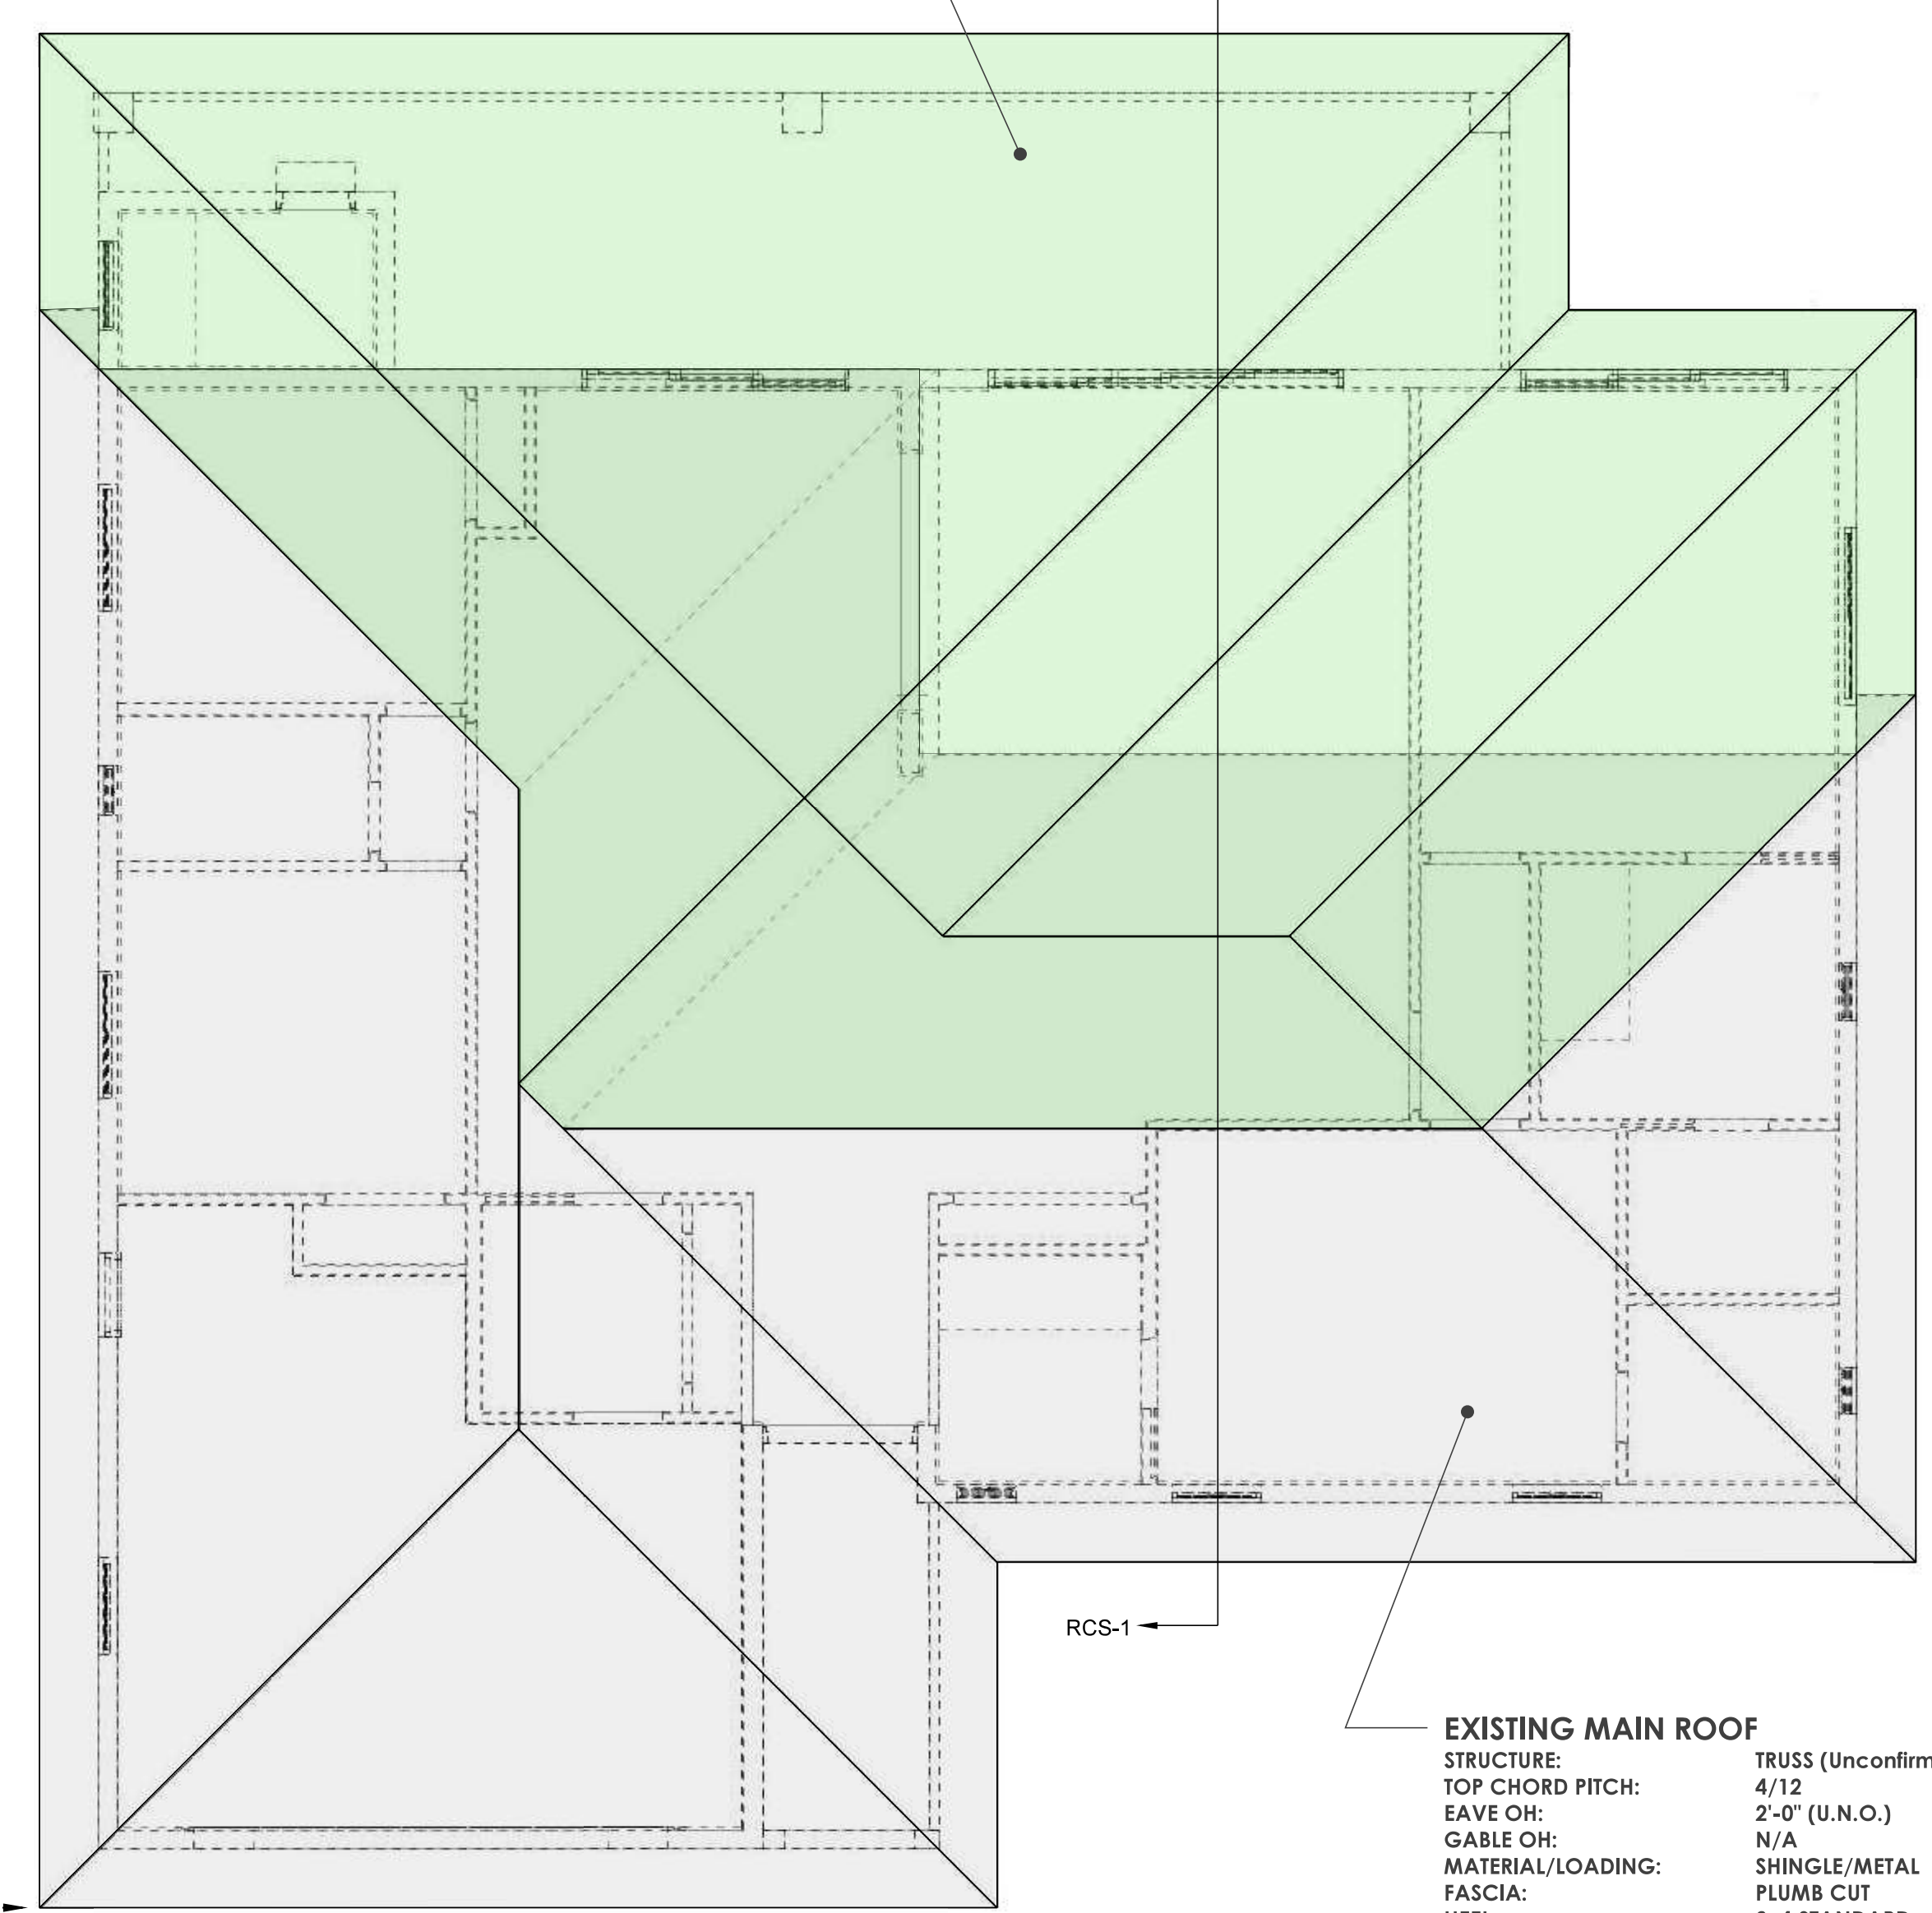 RCS-1
EXISTING MAIN ROOF
STRUCTURE: TRUSS
TOP CHORD PITCH: 4/12
EAVE OH: 2'-0" (U.N.O.)
GABLE OH: N/A
MATERIAL/LOADING: SHINGLE/METAL
FASCIA: PLUMB CUT